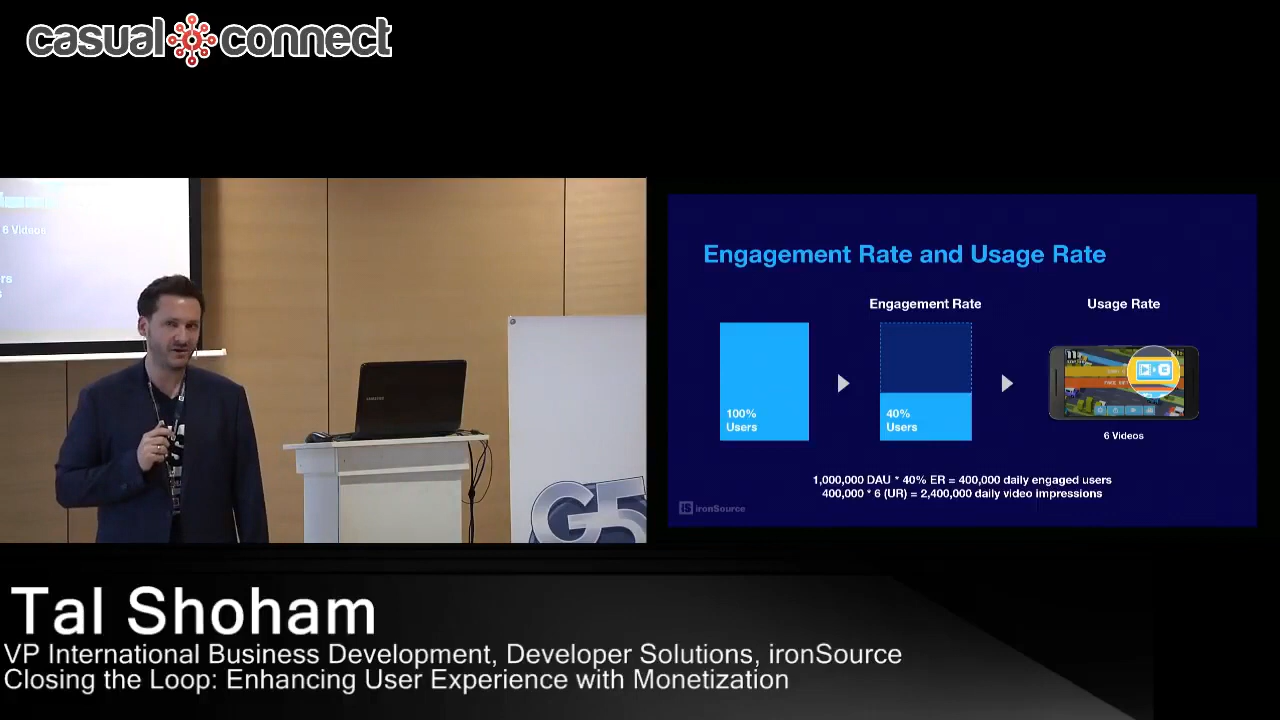 casual connect
6 Videos
Engagement Rate and Usage Rate
Engagement Rate
Usage Rate
100%
Users
40%
Users
6 Videos
1,000,000 DAU * 40% ER = 400,000 daily engaged users
400,000 * 6 (UR) = 2,400,000 daily video impressions
iS ironSource
SAMSUNG
G5
Tal Shoham
VP International Business Development, Developer Solutions, ironSource
Closing the Loop: Enhancing User Experience with Monetization